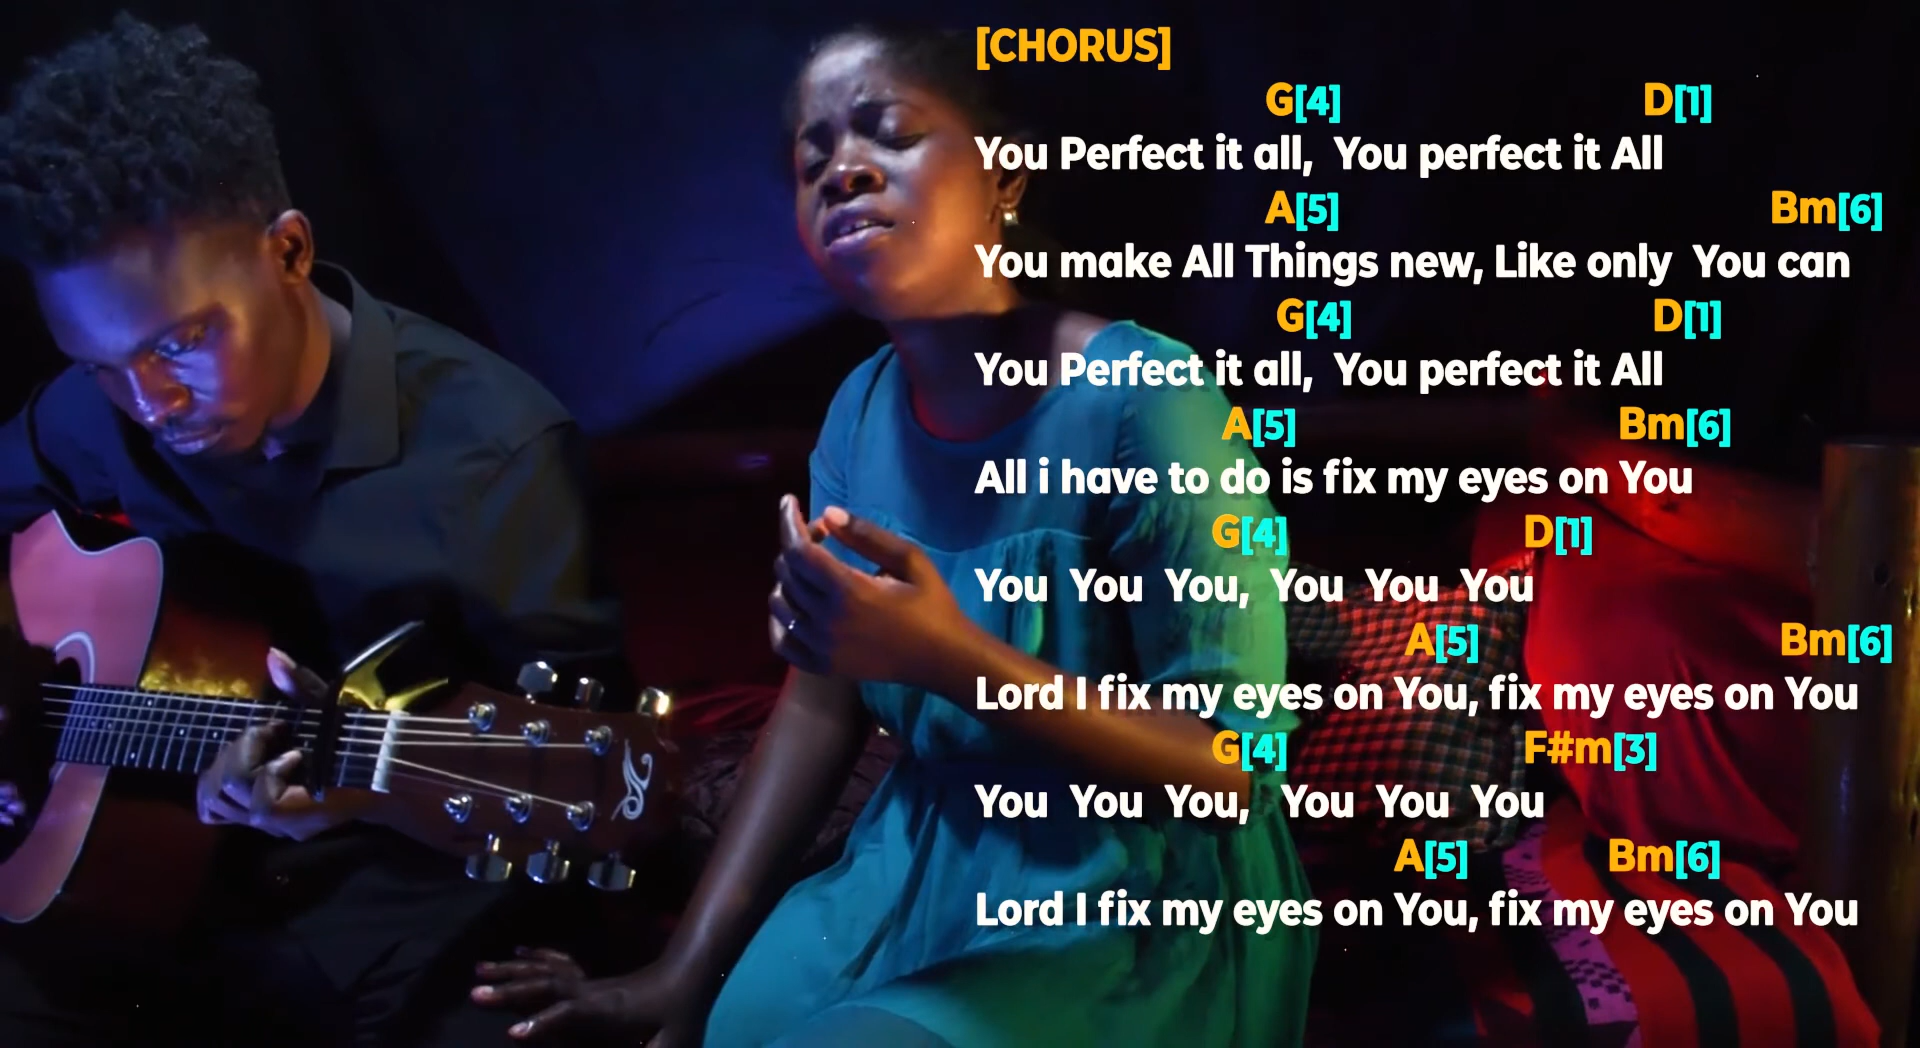 [CHORUS]
G[4] D[1]
You Perfect it all, You perfect it All
A[5] Bm[6]
You make All Things new, Like only You can
G[4] D[1]
You Perfect it all, You perfect it All
A[5] Bm[6]
All i have to do is fix my eyes on You
G[4] D[1]
You You You, You You You
A[5] Bm[6]
Lord I fix my eyes on You, fix my eyes on You
G[4] F#m[3]
You You You, You You You
A[5] Bm[6]
Lord I fix my eyes on You, fix my eyes on You